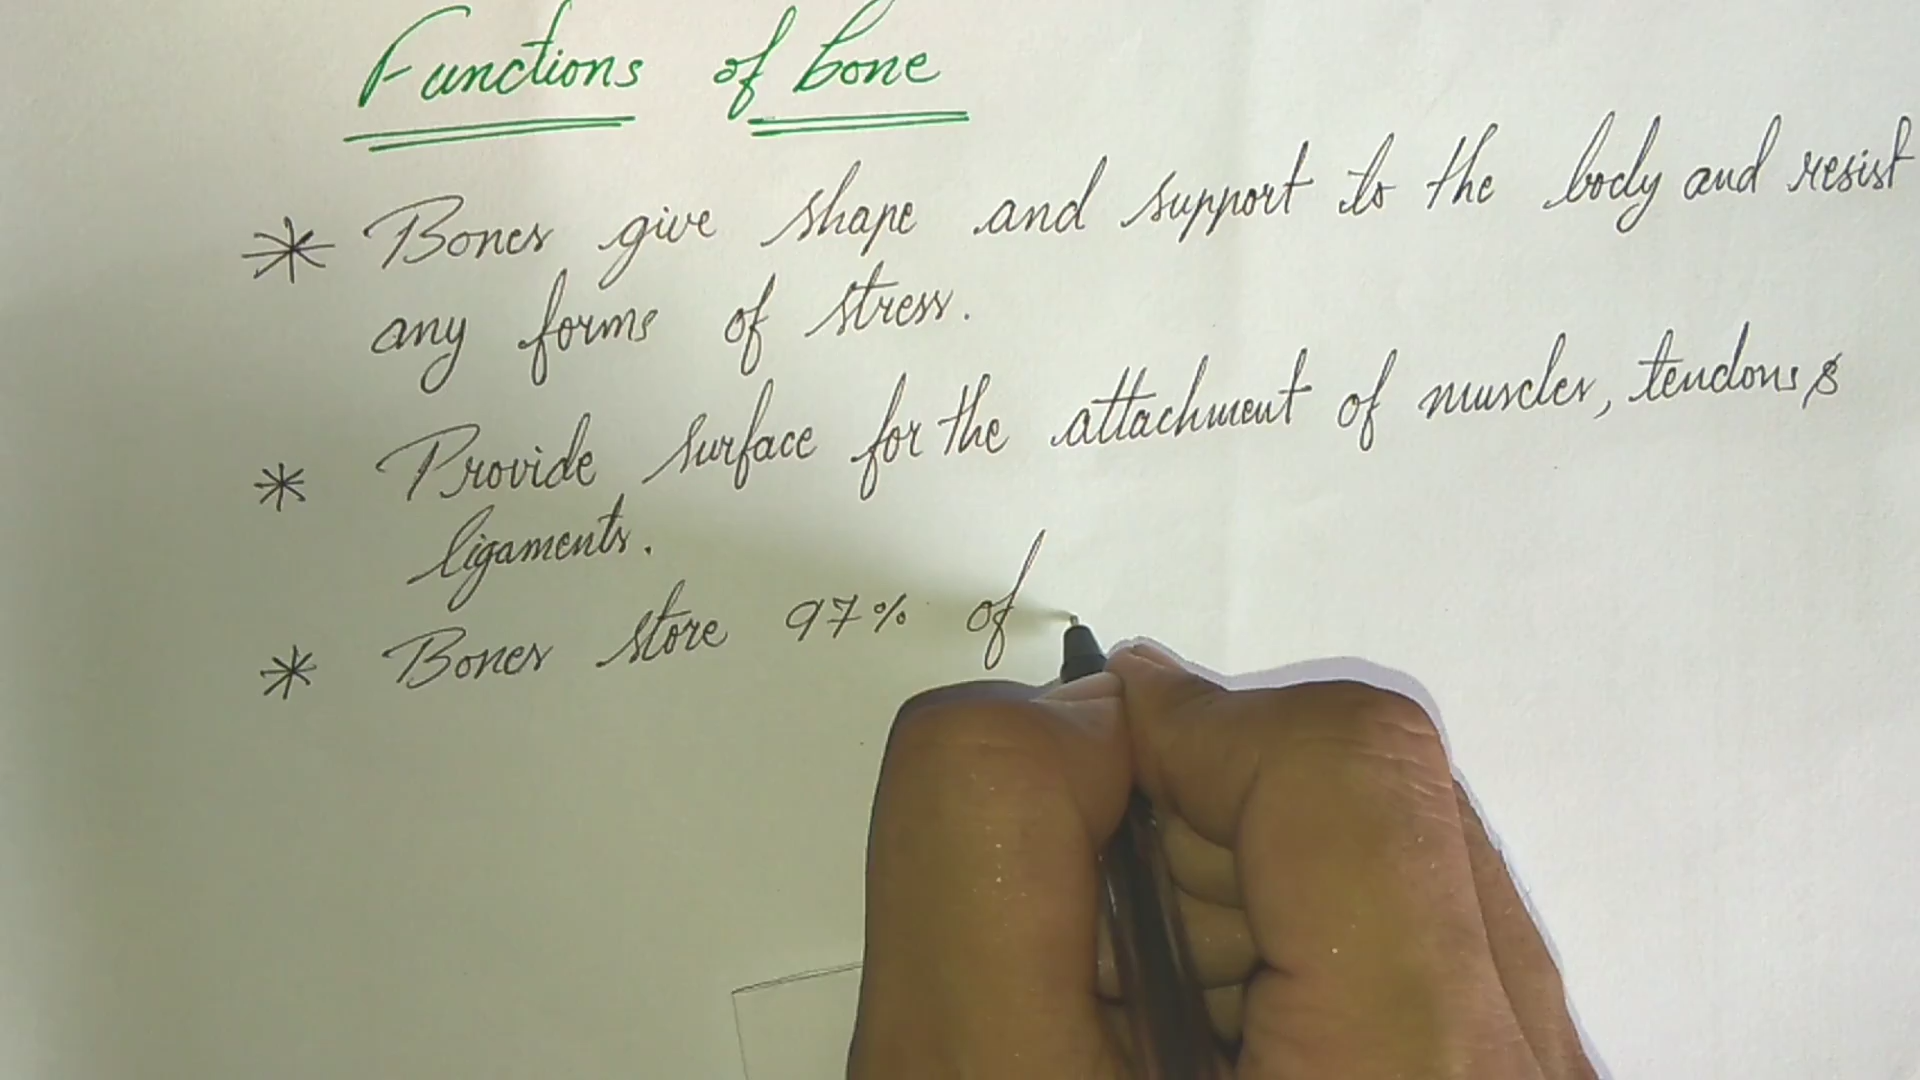 Functions of bone
* Bones give shape and support to the body and resist
any forms of stress.
* Provide surface for the attachment of muscles, tendons &
ligaments.
* Bones store 97% of